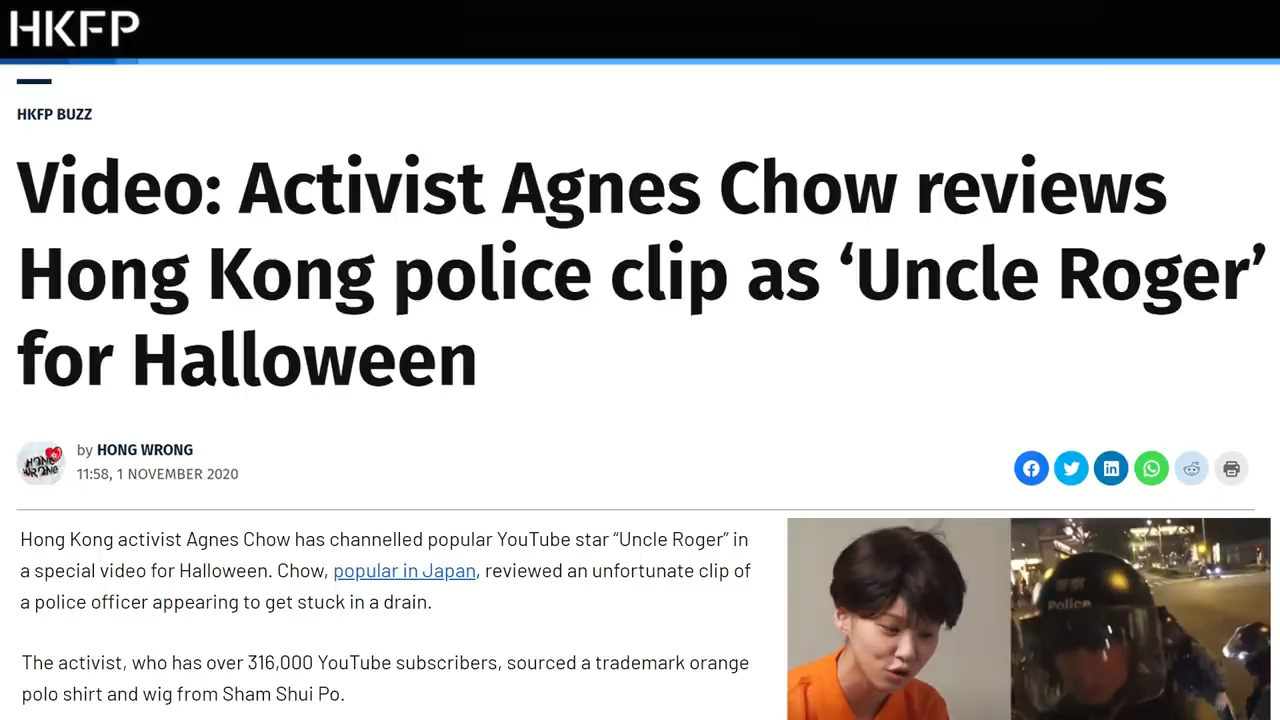 HKFP
HKFP BUZZ
Video: Activist Agnes Chow reviews
Hong Kong police clip as ‘Uncle Roger’
for Halloween
HONG WRONG
by HONG WRONG
11:58, 1 NOVEMBER 2020
Hong Kong activist Agnes Chow has channelled popular YouTube star “Uncle Roger” in
a special video for Halloween. Chow, popular in Japan, reviewed an unfortunate clip of
a police officer appearing to get stuck in a drain.
The activist, who has over 316,000 YouTube subscribers, sourced a trademark orange
polo shirt and wig from Sham Shui Po.
警察
Police